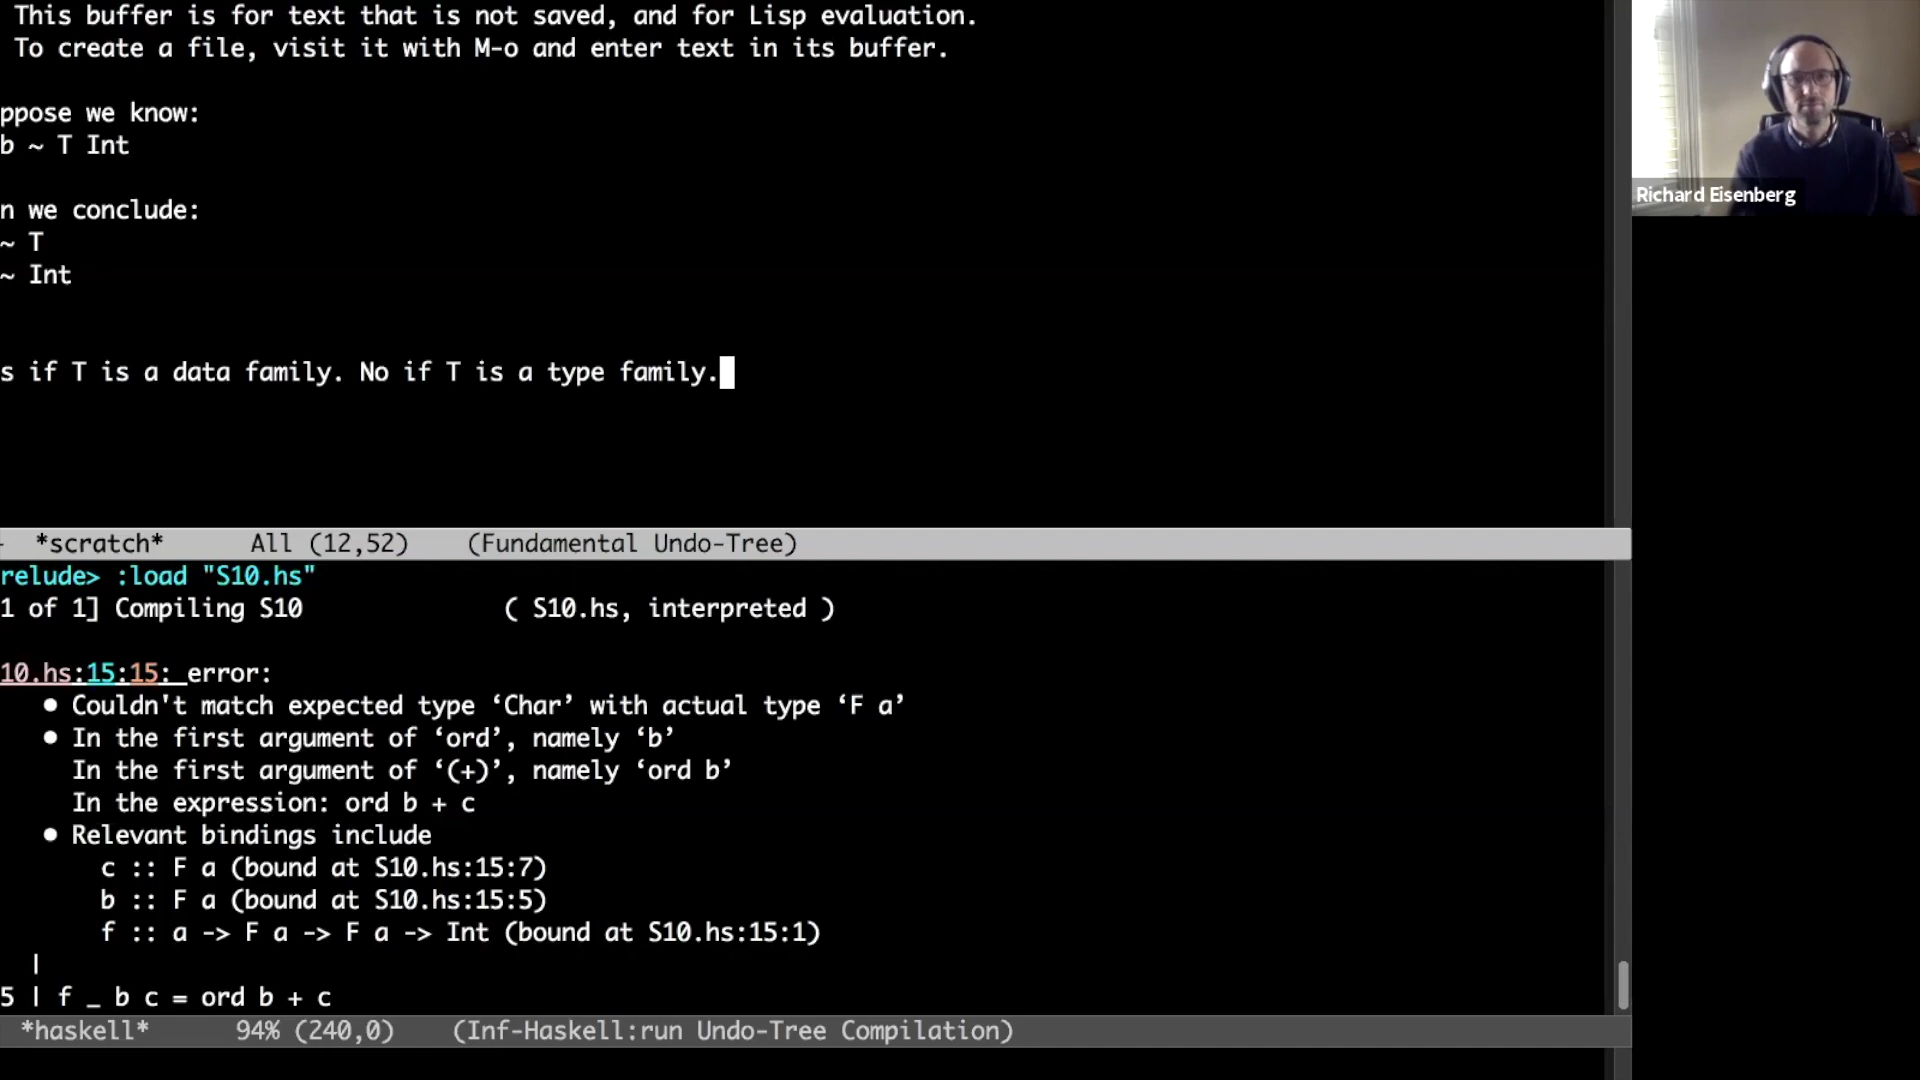 This buffer is for text that is not saved, and for Lisp evaluation.
To create a file, visit it with M-o and enter text in its buffer.
ppose we know:
b ~ T Int
n we conclude:
~ T
~ Int
s if T is a data family. No if T is a type family.
- *scratch* All (12,52) (Fundamental Undo-Tree)
relude> :load "S10.hs"
1 of 1] Compiling S10 ( S10.hs, interpreted )
10.hs:15:15: error:
• Couldn't match expected type ‘Char’ with actual type ‘F a’
• In the first argument of ‘ord’, namely ‘b’
In the first argument of ‘(+)’, namely ‘ord b’
In the expression: ord b + c
• Relevant bindings include
c :: F a (bound at S10.hs:15:7)
b :: F a (bound at S10.hs:15:5)
f :: a -> F a -> F a -> Int (bound at S10.hs:15:1)
|
5 | f _ b c = ord b + c
*haskell* 94% (240,0) (Inf-Haskell:run Undo-Tree Compilation)
Richard Eisenberg